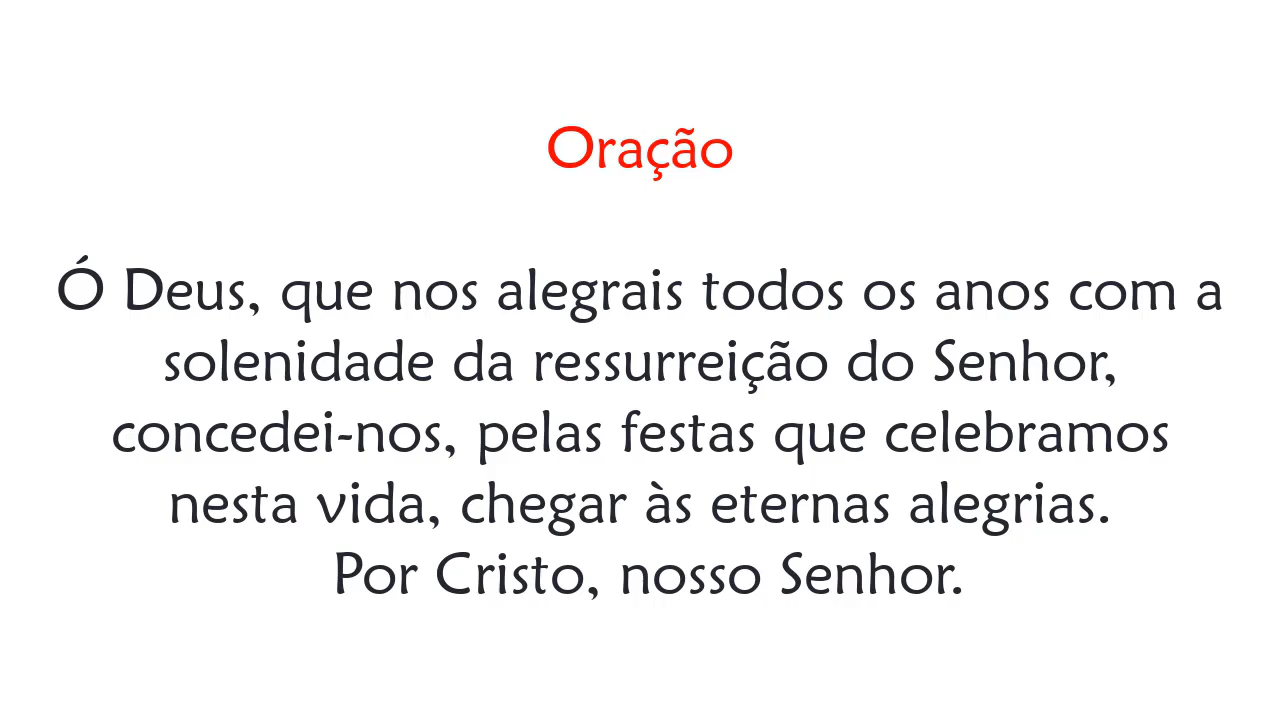 Oração
Ó Deus, que nos alegrais todos os anos com a
solenidade da ressurreição do Senhor,
concedei-nos, pelas festas que celebramos
nesta vida, chegar às eternas alegrias.
Por Cristo, nosso Senhor.